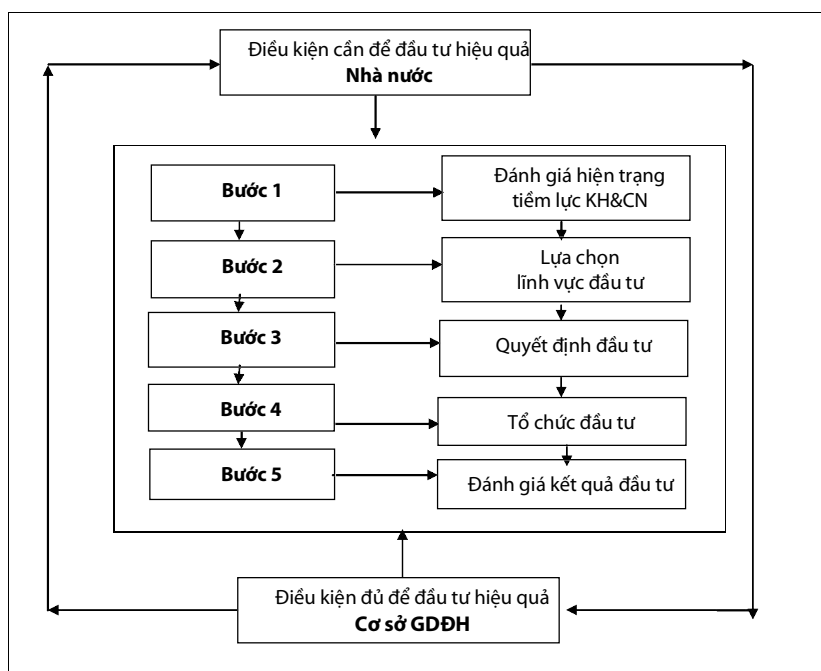 Điều kiện cần để đầu tư hiệu quả
Nhà nước
Bước 1
Đánh giá hiện trạng
tiềm lực KH&CN
Bước 2
Lựa chọn
lĩnh vực đầu tư
Bước 3
Quyết định đầu tư
Bước 4
Tổ chức đầu tư
Bước 5
Đánh giá kết quả đầu tư
Điều kiện đủ để đầu tư hiệu quả
Cơ sở GDĐH